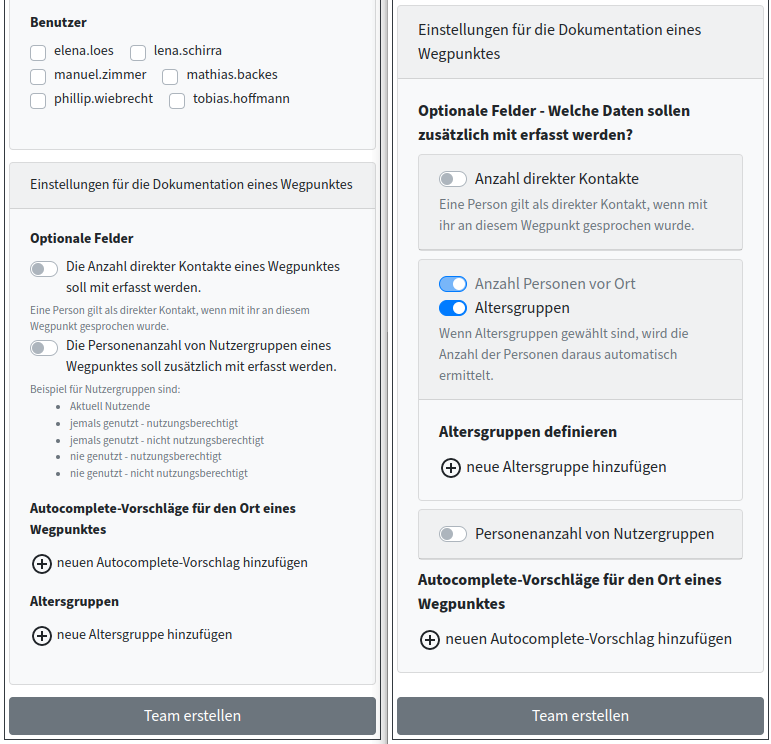 Benutzer
elena.loes
lena.schirra
manuel.zimmer
mathias.backes
phillip.wiebrecht
tobias.hoffmann
Einstellungen für die Dokumentation eines Wegpunktes
Optionale Felder
Die Anzahl direkter Kontakte eines Wegpunktes
soll mit erfasst werden.
Eine Person gilt als direkter Kontakt, wenn mit ihr an diesem
Wegpunkt gesprochen wurde.
Die Personenanzahl von Nutzergruppen eines
Wegpunktes soll zusätzlich mit erfasst werden.
Beispiel für Nutzergruppen sind:
• Aktuell Nutzende
• jemals genutzt - nutzungsberechtigt
• jemals genutzt - nicht nutzungsberechtigt
• nie genutzt - nutzungsberechtigt
• nie genutzt - nicht nutzungsberechtigt
Autocomplete-Vorschläge für den Ort eines
Wegpunktes
neuen Autocomplete-Vorschlag hinzufügen
Altersgruppen
neue Altersgruppe hinzufügen
Team erstellen
Einstellungen für die Dokumentation eines
Wegpunktes
Optionale Felder - Welche Daten sollen
zusätzlich mit erfasst werden?
Anzahl direkter Kontakte
Eine Person gilt als direkter Kontakt, wenn mit
ihr an diesem Wegpunkt gesprochen wurde.
Anzahl Personen vor Ort
Altersgruppen
Wenn Altersgruppen gewählt sind, wird die
Anzahl der Personen daraus automatisch
ermittelt.
Altersgruppen definieren
neue Altersgruppe hinzufügen
Personenanzahl von Nutzergruppen
Autocomplete-Vorschläge für den Ort eines
Wegpunktes
neuen Autocomplete-Vorschlag hinzufügen
Team erstellen